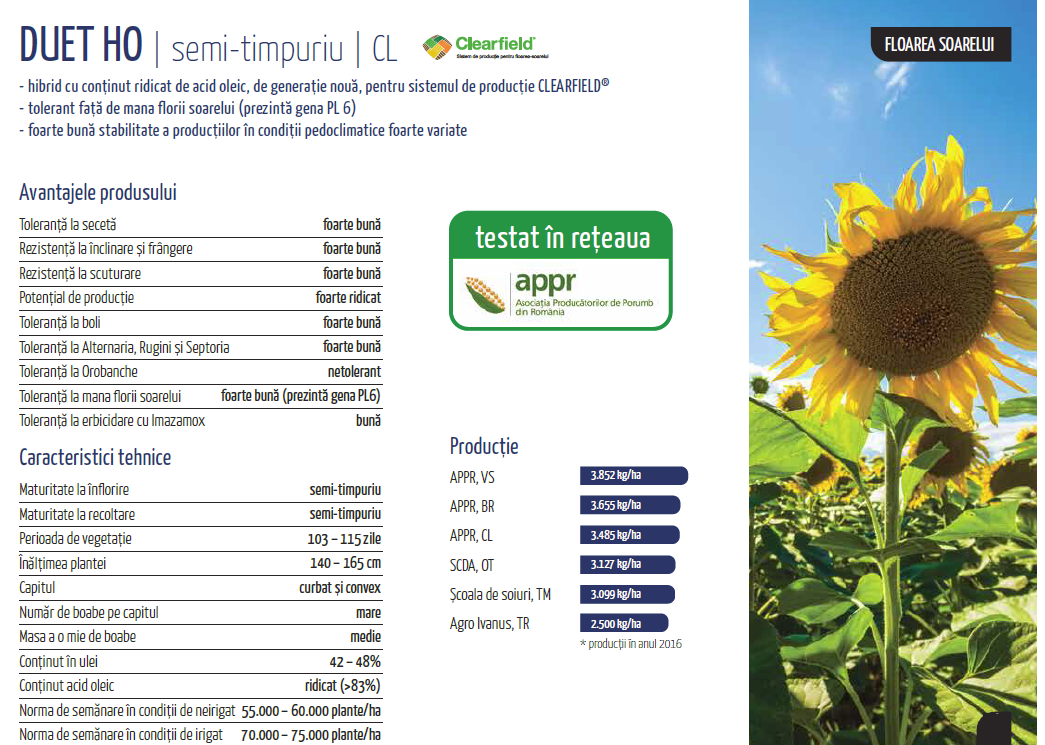 DUET HO | semi-timpuriu | CL
Clearfield®
Sistem de producție pentru floarea-soarelui
FLOAREA SOARELUI
- hibrid cu conținut ridicat de acid oleic, de generație nouă, pentru sistemul de producție CLEARFIELD®
- tolerant față de mana florii soarelui (prezintă gena PL 6)
- foarte bună stabilitate a producțiilor în condiții pedoclimatice foarte variate
Avantajele produsului
Toleranță la secetă foarte bună
Rezistență la înclinare și frângere foarte bună
Rezistență la scuturare foarte bună
Potențial de producție foarte ridicat
Toleranță la boli foarte bună
Toleranță la Alternaria, Rugini și Septoria foarte bună
Toleranță la Orobanche netolerant
Toleranță la mana florii soarelui foarte bună (prezintă gena PL6)
Toleranță la erbicidare cu Imazamox bună
Caracteristici tehnice
Maturitate la înflorire semi-timpuriu
Maturitate la recoltare semi-timpuriu
Perioada de vegetație 103 – 115 zile
Înălțimea plantei 140 – 165 cm
Capitul curbat și convex
Număr de boabe pe capitul mare
Masa a o mie de boabe medie
Conținut în ulei 42 – 48%
Conținut acid oleic ridicat (>83%)
Norma de semănare în condiții de neirigat 55.000 – 60.000 plante/ha
Norma de semănare în condiții de irigat 70.000 – 75.000 plante/ha
testat în rețeaua
appr
Asociația Producătorilor de Porumb
din România
Producție
APPR, VS 3.852 kg/ha
APPR, BR 3.655 kg/ha
APPR, CL 3.485 kg/ha
SCDA, OT 3.127 kg/ha
Școala de soiuri, TM 3.099 kg/ha
Agro Ivanus, TR 2.500 kg/ha
* producții în anul 2016